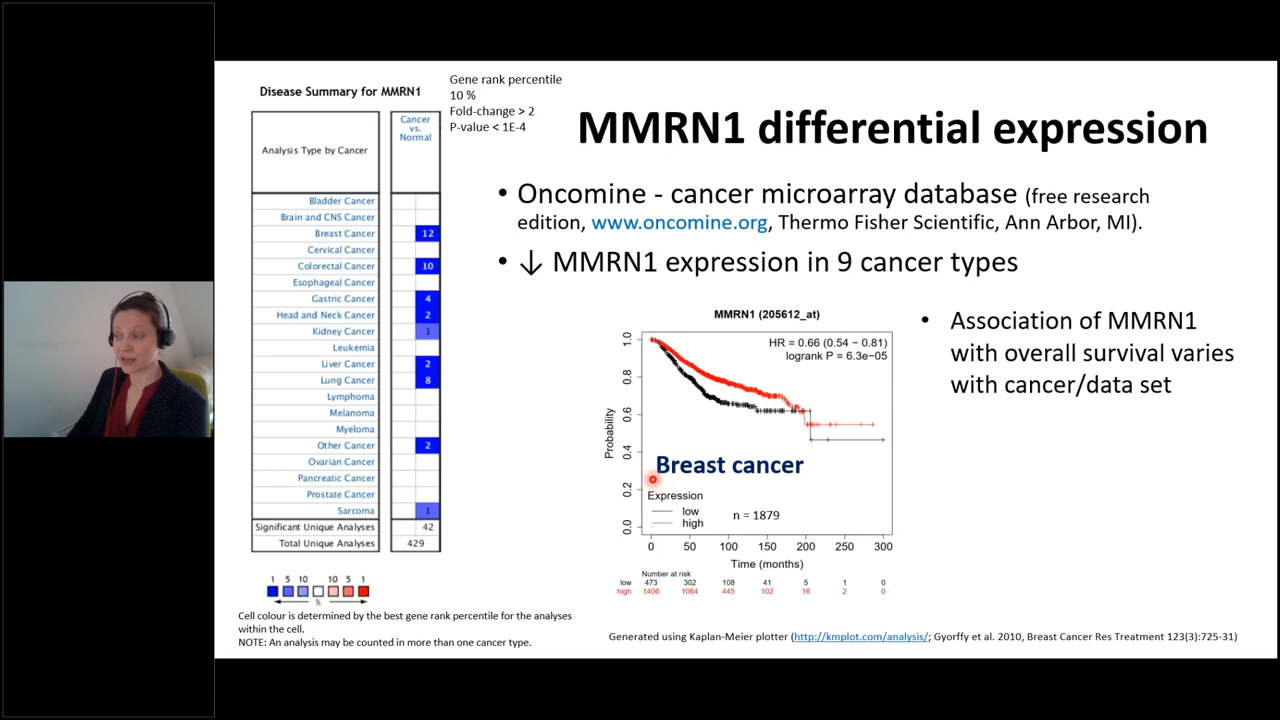 Disease Summary for MMRN1
Gene rank percentile
10 %
Fold-change > 2
P-value < 1E-4
Analysis Type by Cancer
Cancer
vs.
Normal
Bladder Cancer
Brain and CNS Cancer
Breast Cancer 12
Cervical Cancer
Colorectal Cancer 10
Esophageal Cancer
Gastric Cancer 4
Head and Neck Cancer 2
Kidney Cancer 1
Leukemia
Liver Cancer 2
Lung Cancer 8
Lymphoma
Melanoma
Myeloma
Other Cancer 2
Ovarian Cancer
Pancreatic Cancer
Prostate Cancer
Sarcoma 1
Significant Unique Analyses 42
Total Unique Analyses 429
1 5 10 10 5 1
%
Cell colour is determined by the best gene rank percentile for the analyses
within the cell.
NOTE: An analysis may be counted in more than one cancer type.
MMRN1 differential expression
• Oncomine - cancer microarray database (free research
edition, www.oncomine.org, Thermo Fisher Scientific, Ann Arbor, MI).
• ↓ MMRN1 expression in 9 cancer types
MMRN1 (205612_at)
HR = 0.66 (0.54 − 0.81)
logrank P = 6.3e−05
1.0
0.8
0.6
0.4
0.2
0.0
Probability
Breast cancer
Expression
low
high
n = 1879
0 50 100 150 200 250 300
Time (months)
Number at risk
low 473 302 108 41 5 1 0
high 1406 1064 445 102 16 2 0
• Association of MMRN1
with overall survival varies
with cancer/data set
Generated using Kaplan-Meier plotter (http://kmplot.com/analysis/; Gyorffy et al. 2010, Breast Cancer Res Treatment 123(3):725-31)